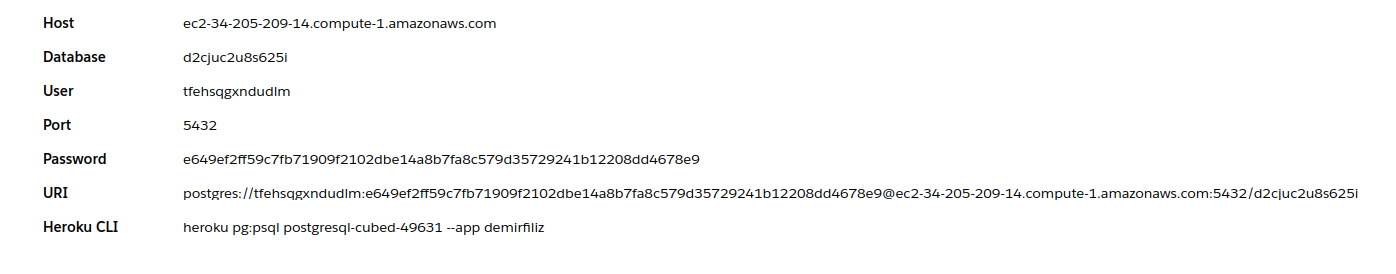 Host ec2-34-205-209-14.compute-1.amazonaws.com
Database d2cjuc2u8s625i
User tfehsqgxndudlm
Port 5432
Password e649ef2ff59c7fb71909f2102dbe14a8b7fa8c579d35729241b12208dd4678e9
URI postgres://tfehsqgxndudlm:e649ef2ff59c7fb71909f2102dbe14a8b7fa8c579d35729241b12208dd4678e9@ec2-34-205-209-14.compute-1.amazonaws.com:5432/d2cjuc2u8s625i
Heroku CLI heroku pg:psql postgresql-cubed-49631 --app demirfiliz